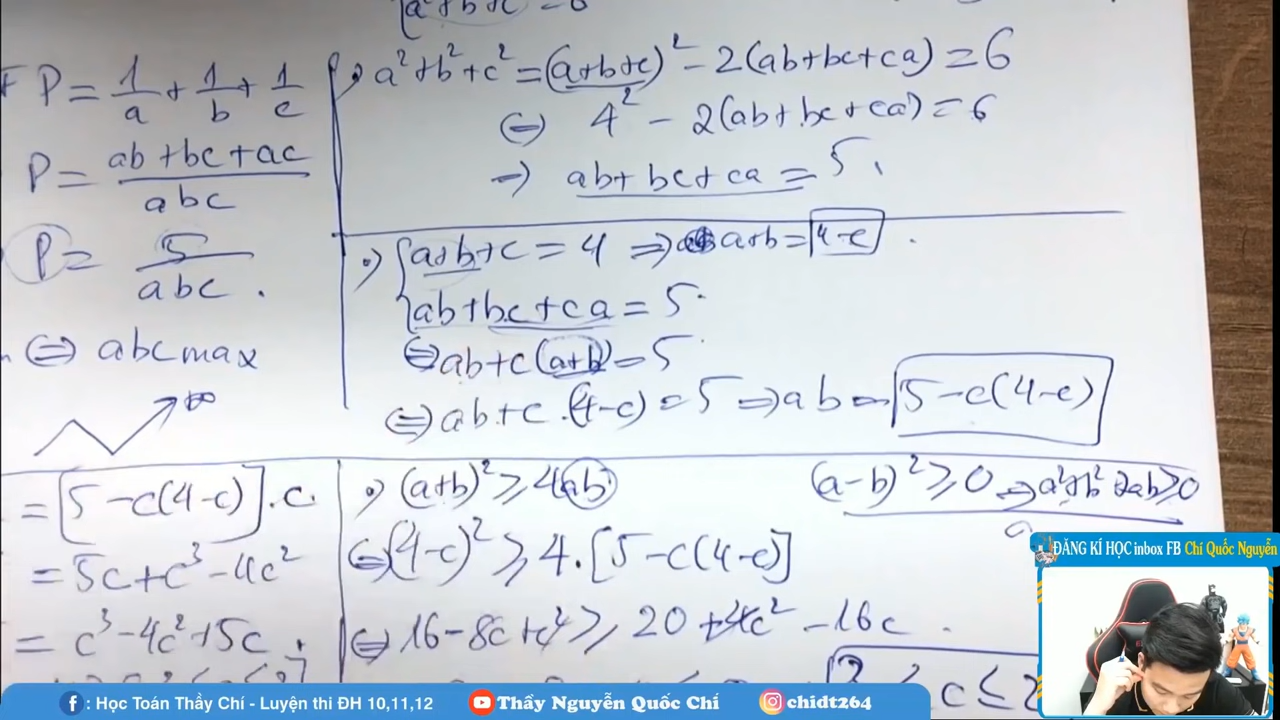 a²+b²+c² = (a+b+c)² - 2(ab+bc+ca) = 6
P = 1/a + 1/b + 1/c
⇔ 4² - 2(ab+bc+ca) = 6
P = (ab+bc+ac)/abc
→ ab+bc+ca = 5
P = 5/abc.
{a+b+c = 4 ⇒ a+b = 4-c.
ab+bc+ca = 5
⇔ abc max
⇔ ab+c(a+b) = 5
⇔ ab+c.(4-c) = 5 ⇒ ab = 5-c(4-c)
= [5-c(4-c)].c.
(a+b)² ≥ 4ab
(a-b)² ≥ 0 ⇒ a²+b²-2ab ≥ 0
= 5c+c³-4c²
⇔ (4-c)² ≥ 4.[5-c(4-c)]
= c³-4c²+5c.
⇔ 16-8c+c² ≥ 20+4c²-16c.
≤ c ≤ 2
ĐĂNG KÍ HỌC inbox FB Chí Quốc Nguyễn
: Học Toán Thầy Chí - Luyện thi ĐH 10,11,12
Thầy Nguyễn Quốc Chí
chidt264